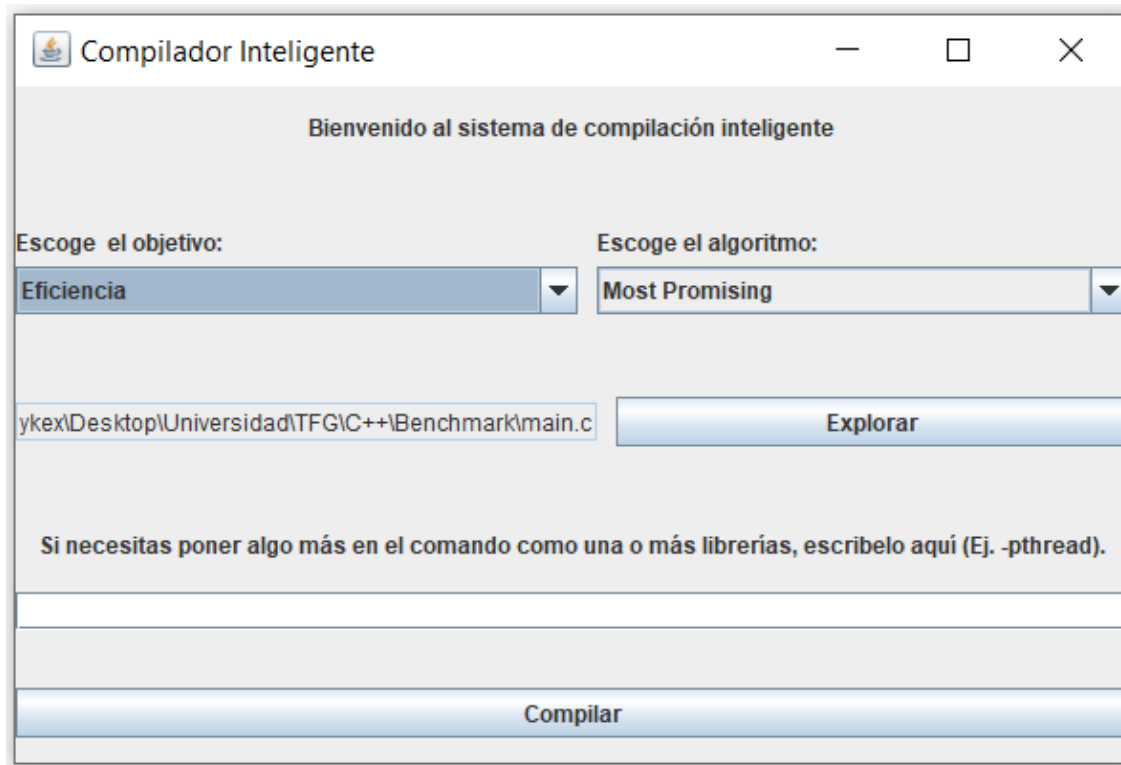 Compilador Inteligente
Bienvenido al sistema de compilación inteligente
Escoge el objetivo:
Escoge el algoritmo:
Eficiencia
Most Promising
ykex\Desktop\Universidad\TFG\C++\Benchmark\main.c
Explorar
Si necesitas poner algo más en el comando como una o más librerías, escribelo aquí (Ej. -pthread).
Compilar